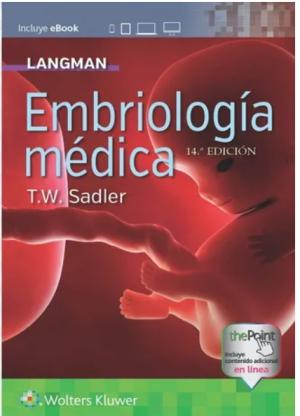 Incluye eBook
LANGMAN
Embriología
médica
14.ª EDICIÓN
T.W. Sadler
thePoint
Incluye
contenido adicional
en línea
Wolters Kluwer